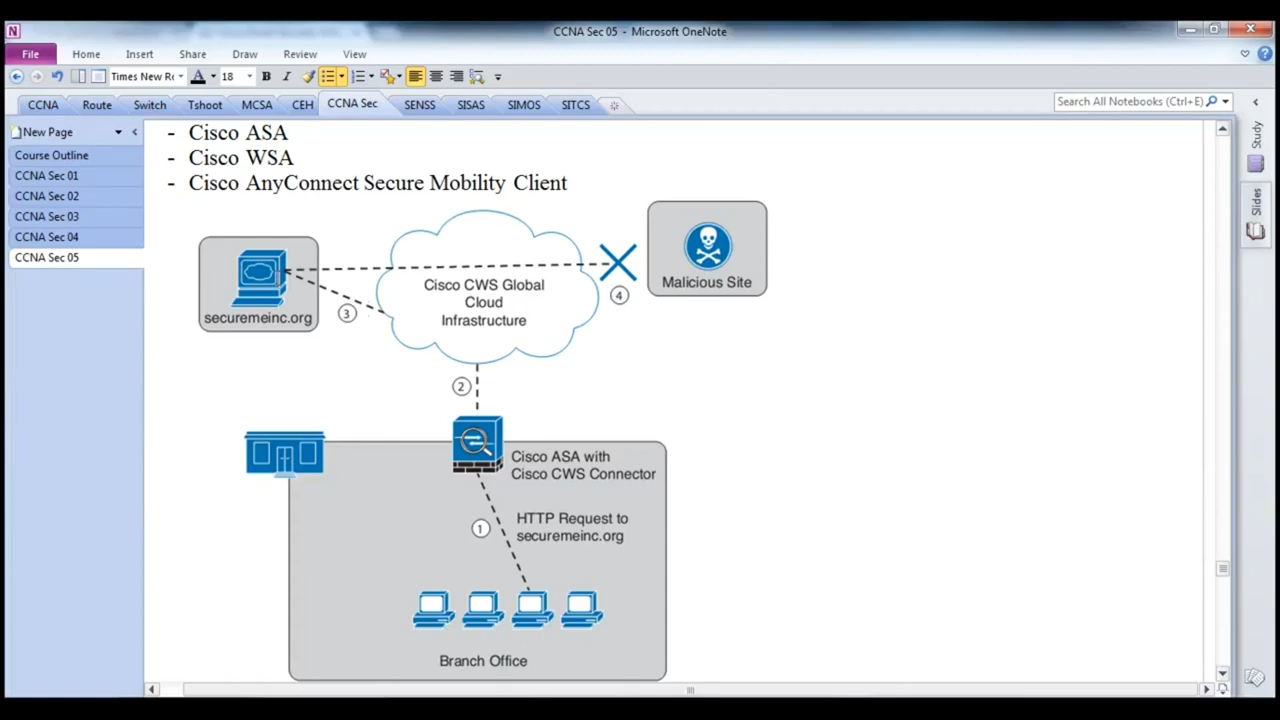 CCNA Sec 05 - Microsoft OneNote
File Home Insert Share Draw Review View
Times New Rc 18 B I
CCNA Route Switch Tshoot MCSA CEH CCNA Sec SENSS SISAS SIMOS SITCS
Search All Notebooks (Ctrl+E)
New Page
Course Outline
CCNA Sec 01
CCNA Sec 02
CCNA Sec 03
CCNA Sec 04
CCNA Sec 05
Study
Slides
- Cisco ASA
- Cisco WSA
- Cisco AnyConnect Secure Mobility Client
securemeinc.org
Cisco CWS Global
Cloud
Infrastructure
Malicious Site
4
3
2
Cisco ASA with
Cisco CWS Connector
1
HTTP Request to
securemeinc.org
Branch Office